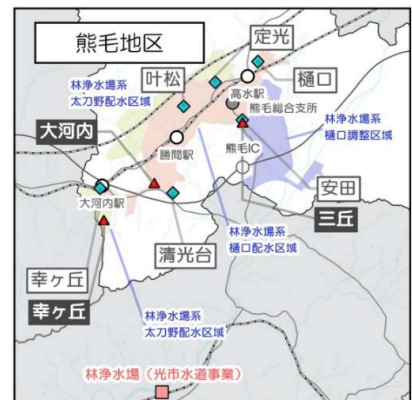 熊毛地区
定光
叶松
樋口
高水駅
林浄水場系
太刀野配水区域
熊毛総合支所
大河内
林浄水場系
樋口調整区域
勝間駅
熊毛IC
安田
大河内駅
三丘
林浄水場系
樋口配水区域
清光台
幸ヶ丘
幸ヶ丘
林浄水場系
太刀野配水区域
林浄水場（光市水道事業）